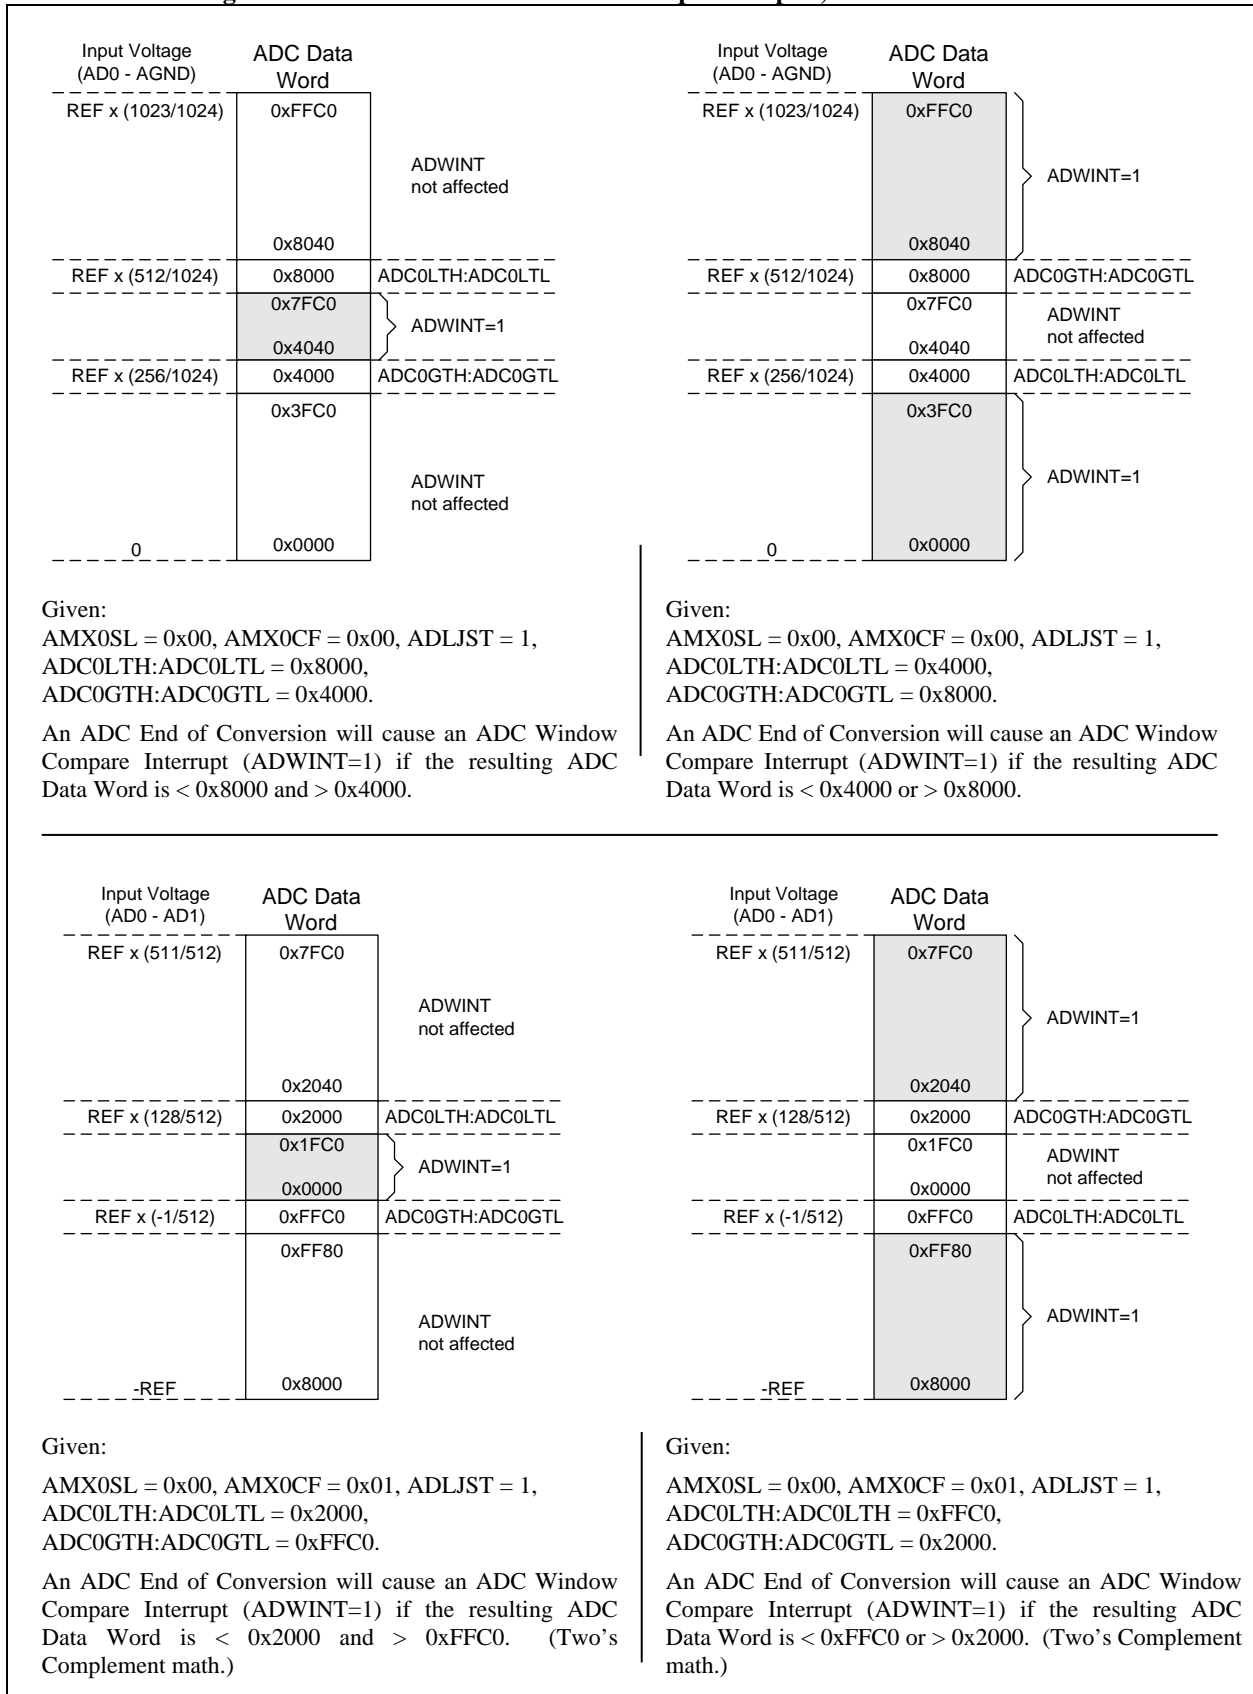 Input Voltage
(AD0 - AGND)
ADC Data
Word
REF x (1023/1024)
0xFFC0
ADWINT
not affected
0x8040
REF x (512/1024)
0x8000
ADC0LTH:ADC0LTL
0x7FC0
ADWINT=1
0x4040
REF x (256/1024)
0x4000
ADC0GTH:ADC0GTL
0x3FC0
ADWINT
not affected
0
0x0000
Given:
AMX0SL = 0x00, AMX0CF = 0x00, ADLJST = 1,
ADC0LTH:ADC0LTL = 0x8000,
ADC0GTH:ADC0GTL = 0x4000.
An ADC End of Conversion will cause an ADC Window
Compare Interrupt (ADWINT=1) if the resulting ADC
Data Word is < 0x8000 and > 0x4000.
Input Voltage
(AD0 - AGND)
ADC Data
Word
REF x (1023/1024)
0xFFC0
ADWINT=1
0x8040
REF x (512/1024)
0x8000
ADC0GTH:ADC0GTL
0x7FC0
ADWINT
not affected
0x4040
REF x (256/1024)
0x4000
ADC0LTH:ADC0LTL
0x3FC0
ADWINT=1
0
0x0000
Given:
AMX0SL = 0x00, AMX0CF = 0x00, ADLJST = 1,
ADC0LTH:ADC0LTL = 0x4000,
ADC0GTH:ADC0GTL = 0x8000.
An ADC End of Conversion will cause an ADC Window
Compare Interrupt (ADWINT=1) if the resulting ADC
Data Word is < 0x4000 or > 0x8000.
Input Voltage
(AD0 - AD1)
ADC Data
Word
REF x (511/512)
0x7FC0
ADWINT
not affected
0x2040
REF x (128/512)
0x2000
ADC0LTH:ADC0LTL
0x1FC0
ADWINT=1
0x0000
REF x (-1/512)
0xFFC0
ADC0GTH:ADC0GTL
0xFF80
ADWINT
not affected
-REF
0x8000
Given:
AMX0SL = 0x00, AMX0CF = 0x01, ADLJST = 1,
ADC0LTH:ADC0LTL = 0x2000,
ADC0GTH:ADC0GTL = 0xFFC0.
An ADC End of Conversion will cause an ADC Window
Compare Interrupt (ADWINT=1) if the resulting ADC
Data Word is < 0x2000 and > 0xFFC0. (Two's
Complement math.)
Input Voltage
(AD0 - AD1)
ADC Data
Word
REF x (511/512)
0x7FC0
ADWINT=1
0x2040
REF x (128/512)
0x2000
ADC0GTH:ADC0GTL
0x1FC0
ADWINT
not affected
0x0000
REF x (-1/512)
0xFFC0
ADC0LTH:ADC0LTL
0xFF80
ADWINT=1
-REF
0x8000
Given:
AMX0SL = 0x00, AMX0CF = 0x01, ADLJST = 1,
ADC0LTH:ADC0LTH = 0xFFC0,
ADC0GTH:ADC0GTL = 0x2000.
An ADC End of Conversion will cause an ADC Window
Compare Interrupt (ADWINT=1) if the resulting ADC
Data Word is < 0xFFC0 or > 0x2000. (Two's Complement
math.)